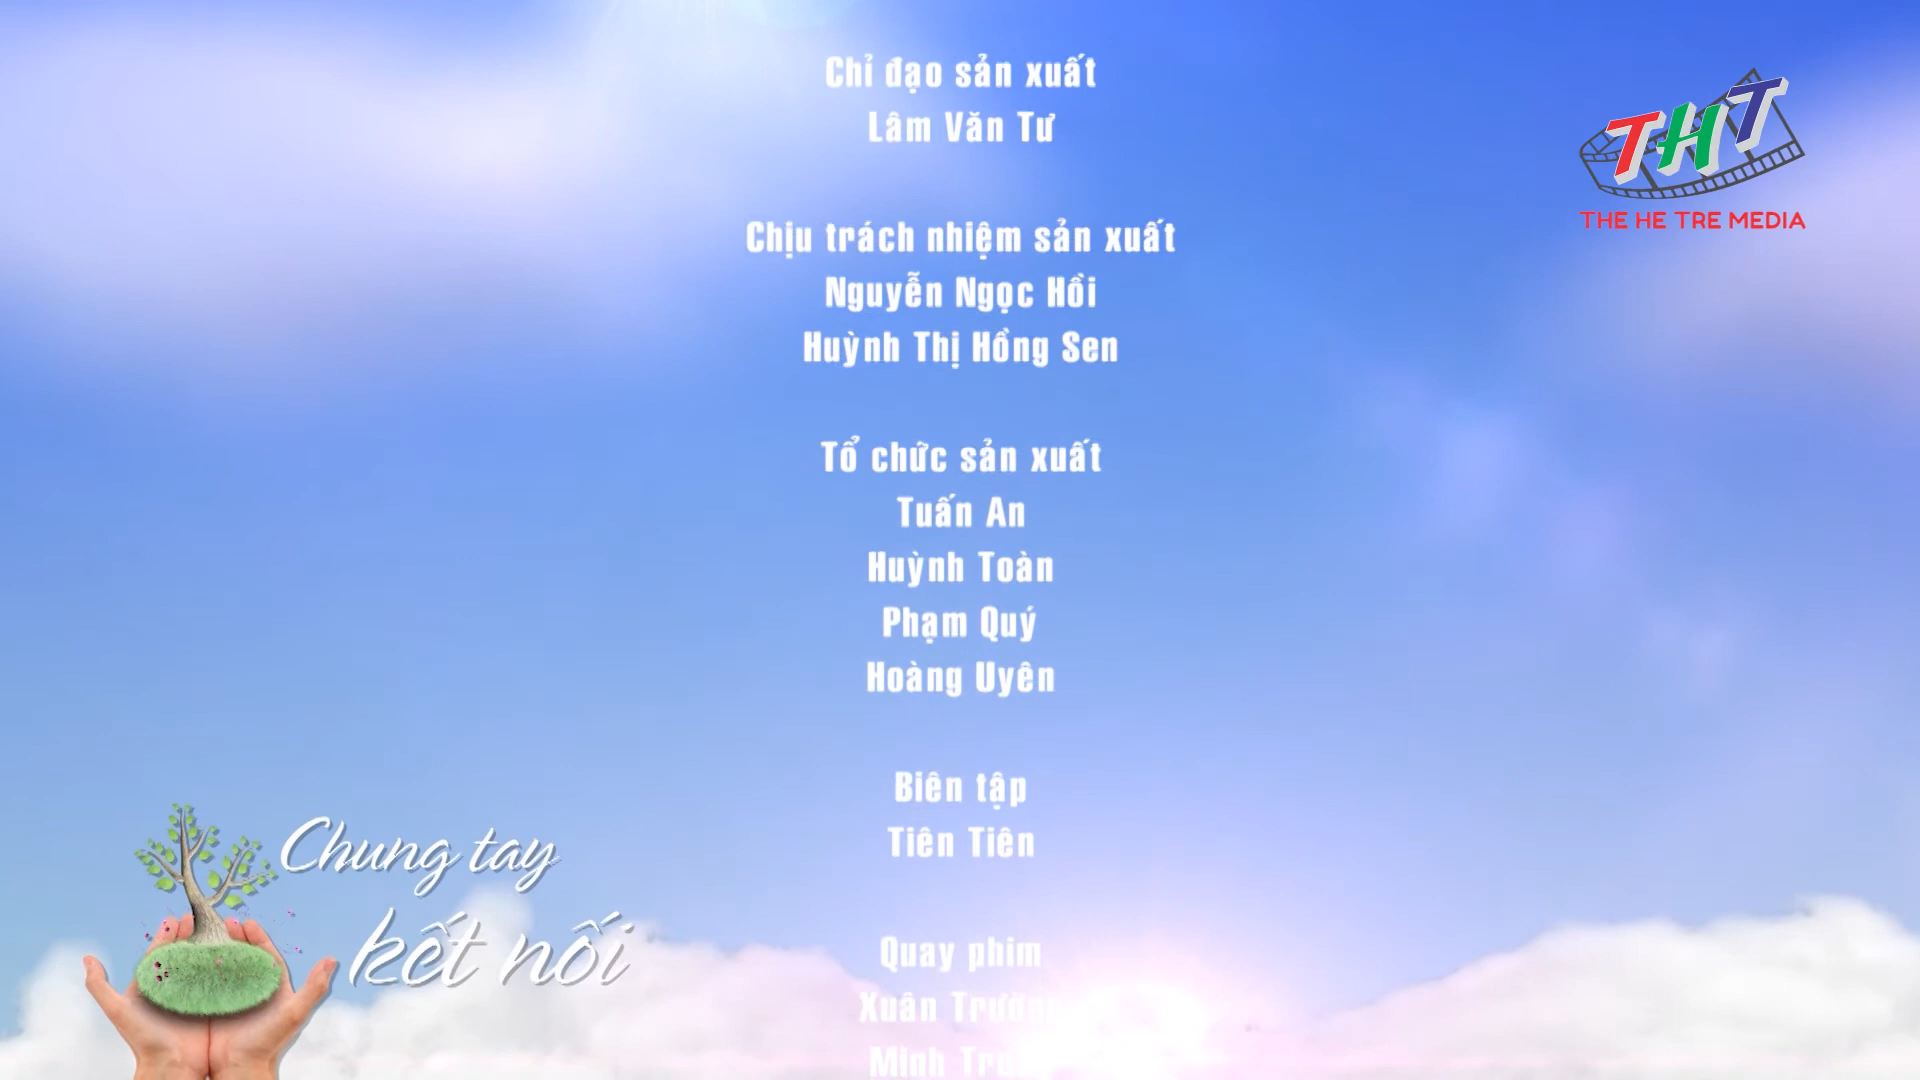 Chỉ đạo sản xuất
Lâm Văn Tư
THT
THE HE TRE MEDIA
Chịu trách nhiệm sản xuất
Nguyễn Ngọc Hồi
Huỳnh Thị Hồng Sen
Tổ chức sản xuất
Tuấn An
Huỳnh Toàn
Phạm Quý
Hoàng Uyên
Biên tập
Tiên Tiên
Chung tay
kết nối
Quay phim
Xuân Trường
Minh